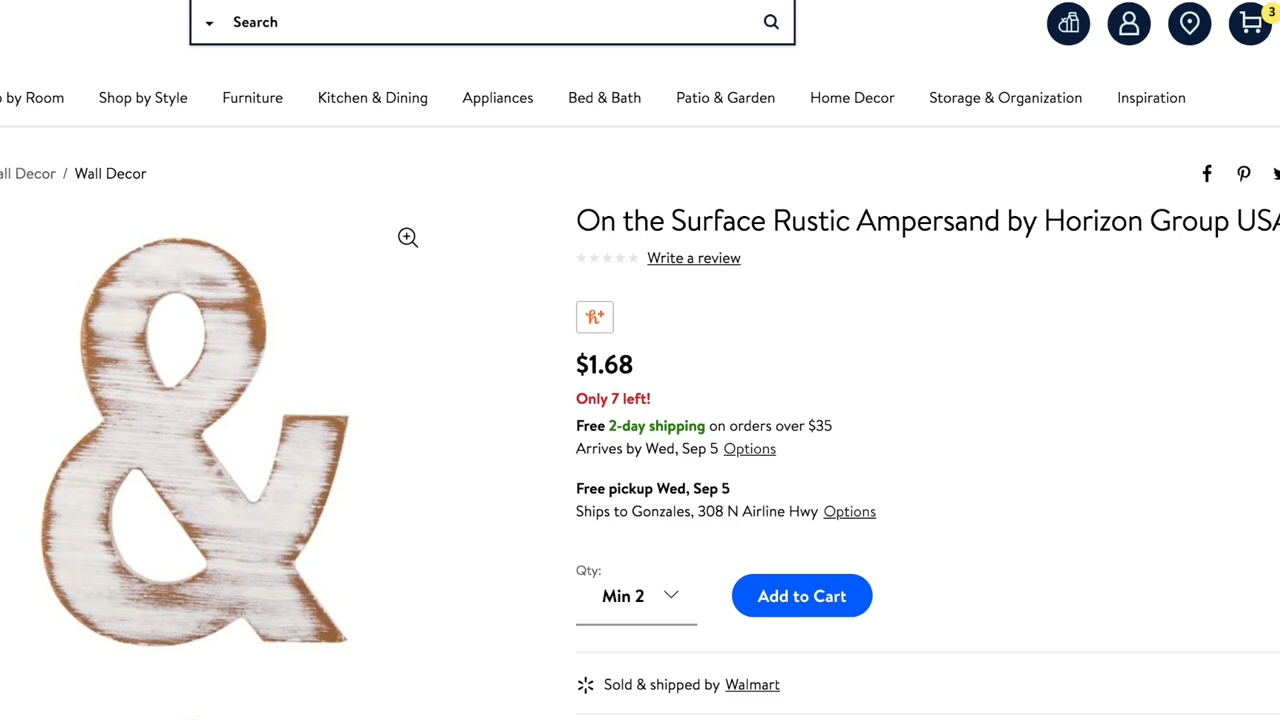 Search
3
by Room Shop by Style Furniture Kitchen & Dining Appliances Bed & Bath Patio & Garden Home Decor Storage & Organization Inspiration
Decor / Wall Decor
On the Surface Rustic Ampersand by Horizon Group USA
Write a review
$1.68
Only 7 left!
Free 2-day shipping on orders over $35
Arrives by Wed, Sep 5 Options
Free pickup Wed, Sep 5
Ships to Gonzales, 308 N Airline Hwy Options
Qty:
Min 2
Add to Cart
Sold & shipped by Walmart
&